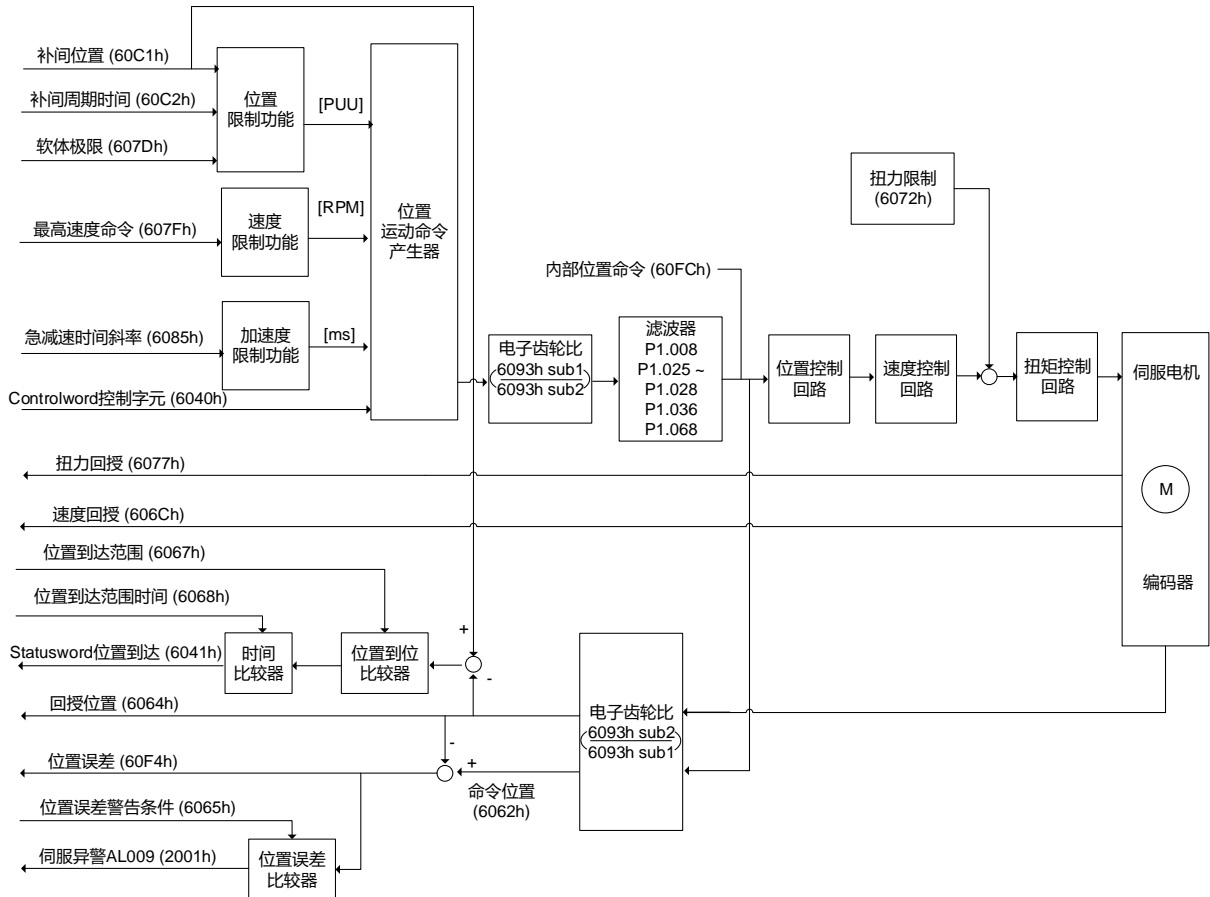 补间位置 (60C1h)
补间周期时间 (60C2h)
软体极限 (607Dh)
位置
限制功能
[PUU]
最高速度命令 (607Fh)
速度
限制功能
[RPM]
急减速时间斜率 (6085h)
加速度
限制功能
[ms]
Controlword控制字元 (6040h)
位置
运动命令
产生器
电子齿轮比
(6093h sub1
6093h sub2)
滤波器
P1.008
P1.025 ~
P1.028
P1.036
P1.068
内部位置命令 (60FCh)
位置控制
回路
速度控制
回路
扭力限制
(6072h)
扭矩控制
回路
伺服电机
M
编码器
扭力回授 (6077h)
速度回授 (606Ch)
位置到达范围 (6067h)
位置到达范围时间 (6068h)
Statusword位置到达 (6041h)
时间
比较器
位置到位
比较器
+
-
回授位置 (6064h)
电子齿轮比
(6093h sub2
6093h sub1)
-
+
位置误差 (60F4h)
命令位置
(6062h)
位置误差警告条件 (6065h)
伺服异警AL009 (2001h)
位置误差
比较器